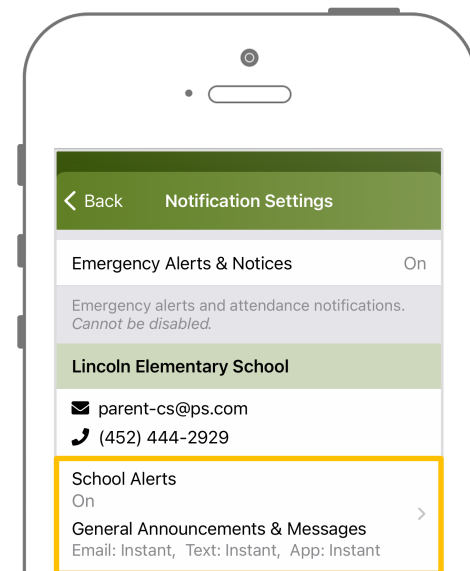 Back
Notification Settings
Emergency Alerts & Notices
On
Emergency alerts and attendance notifications.
Cannot be disabled.
Lincoln Elementary School
parent-cs@ps.com
(452) 444-2929
School Alerts
On
General Announcements & Messages
Email: Instant, Text: Instant, App: Instant